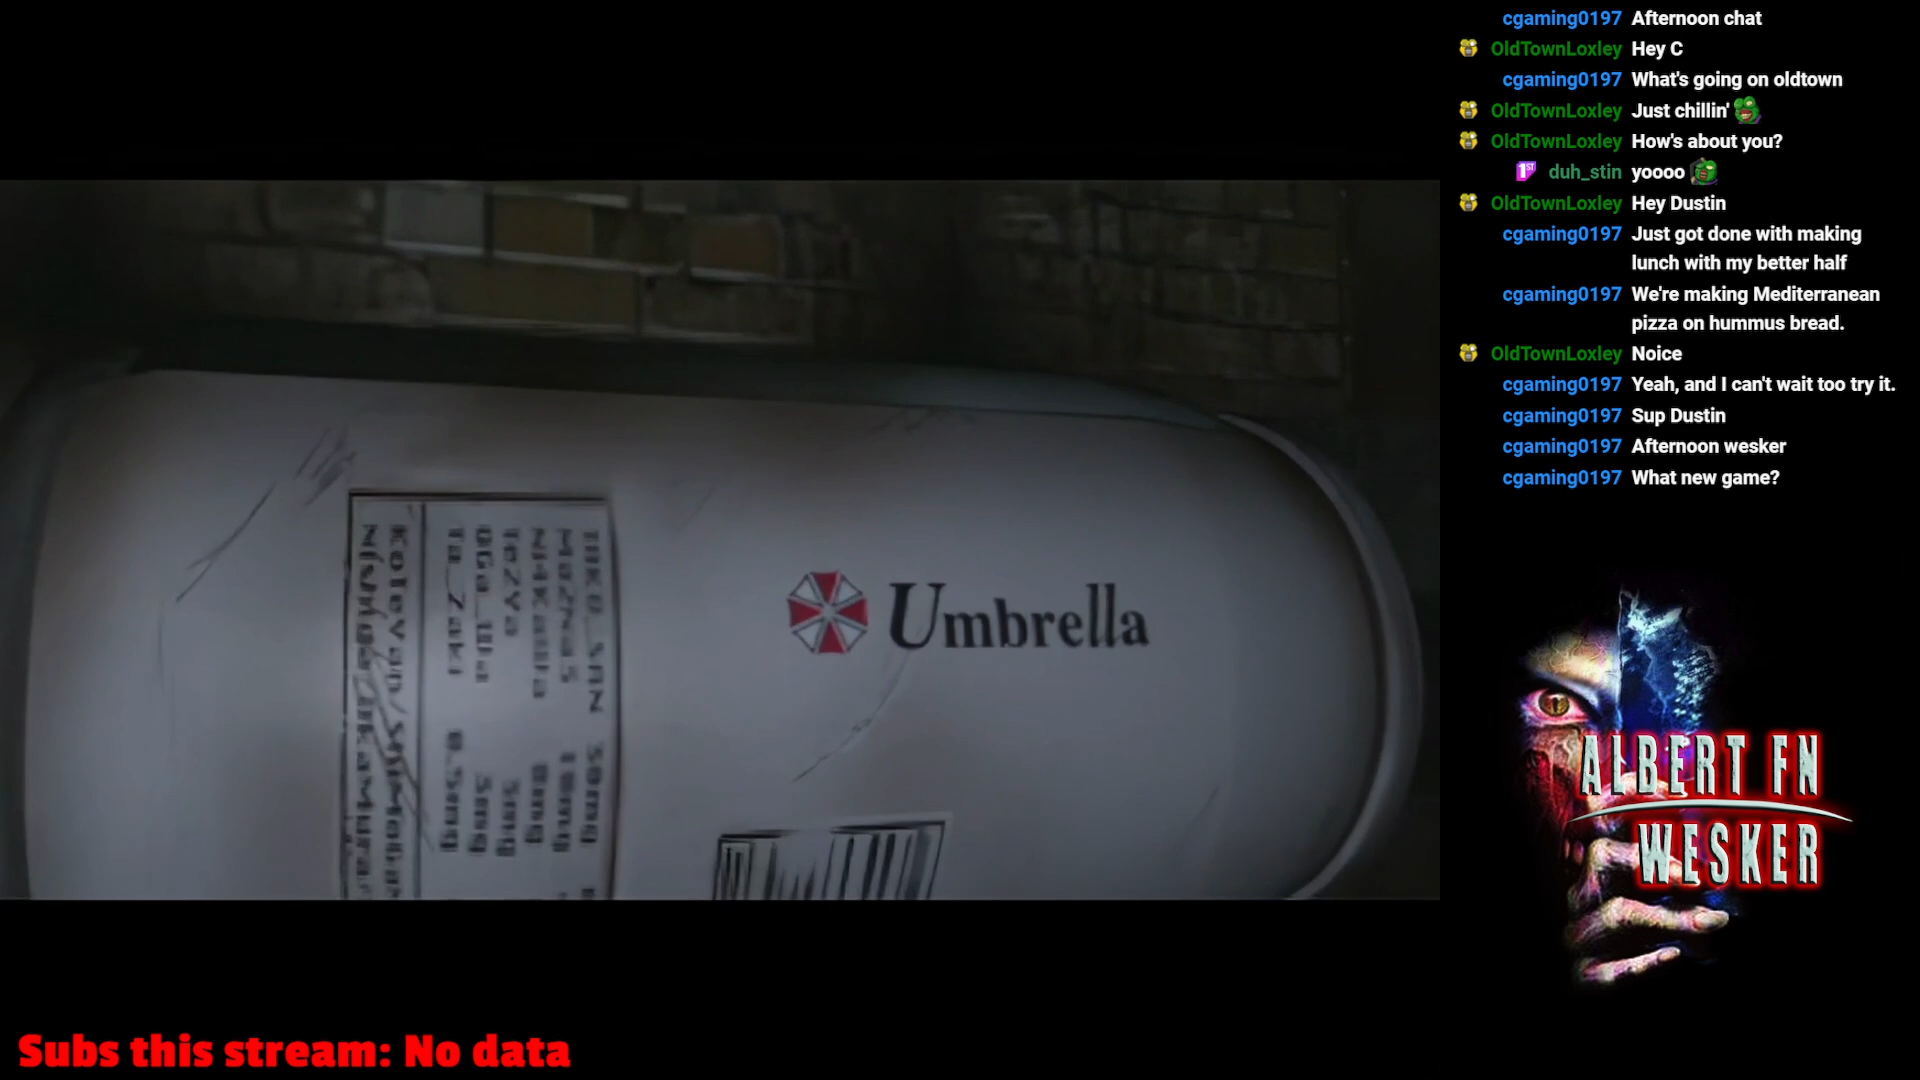 cgaming0197 Afternoon chat
OldTownLoxley Hey C
cgaming0197 What's going on oldtown
OldTownLoxley Just chillin'
OldTownLoxley How's about you?
1ST duh_stin yoooo
OldTownLoxley Hey Dustin
cgaming0197 Just got done with making
lunch with my better half
cgaming0197 We're making Mediterranean
pizza on hummus bread.
OldTownLoxley Noice
cgaming0197 Yeah, and I can't wait too try it.
cgaming0197 Sup Dustin
cgaming0197 Afternoon wesker
cgaming0197 What new game?
Umbrella
ALBERT FN
WESKER
Subs this stream: No data